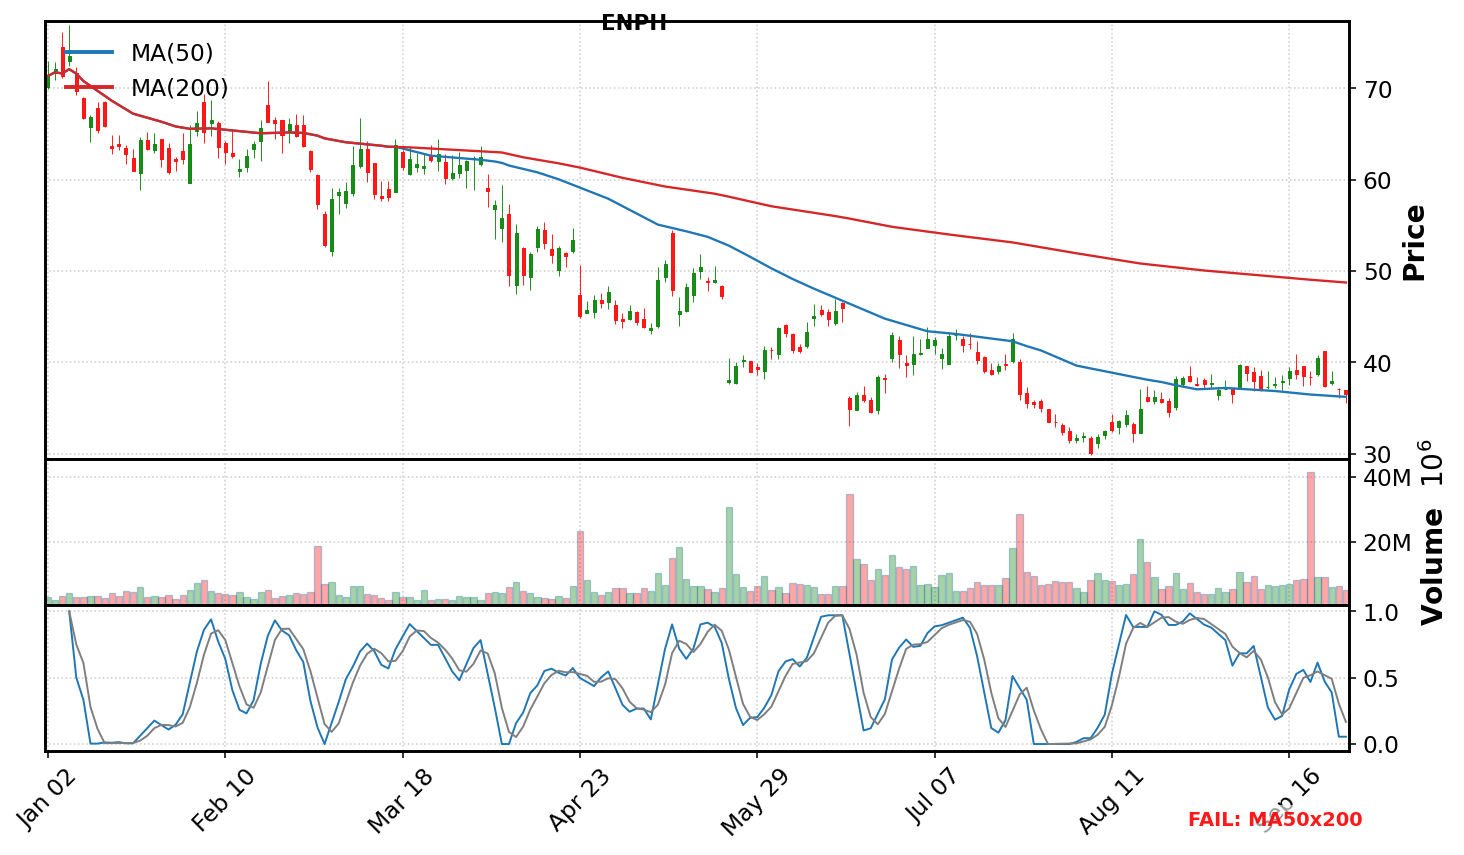 ENPH
MA(50)
MA(200)
70
60
50
40
30
Price
40M
20M
Volume 10^6
1.0
0.5
0.0
Jan 02
Feb 10
Mar 18
Apr 23
May 29
Jul 07
Aug 11
Sep 16
FAIL: MA50x200